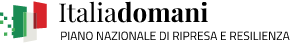 Italiadomani
PIANO NAZIONALE DI RIPRESA E RESILIENZA